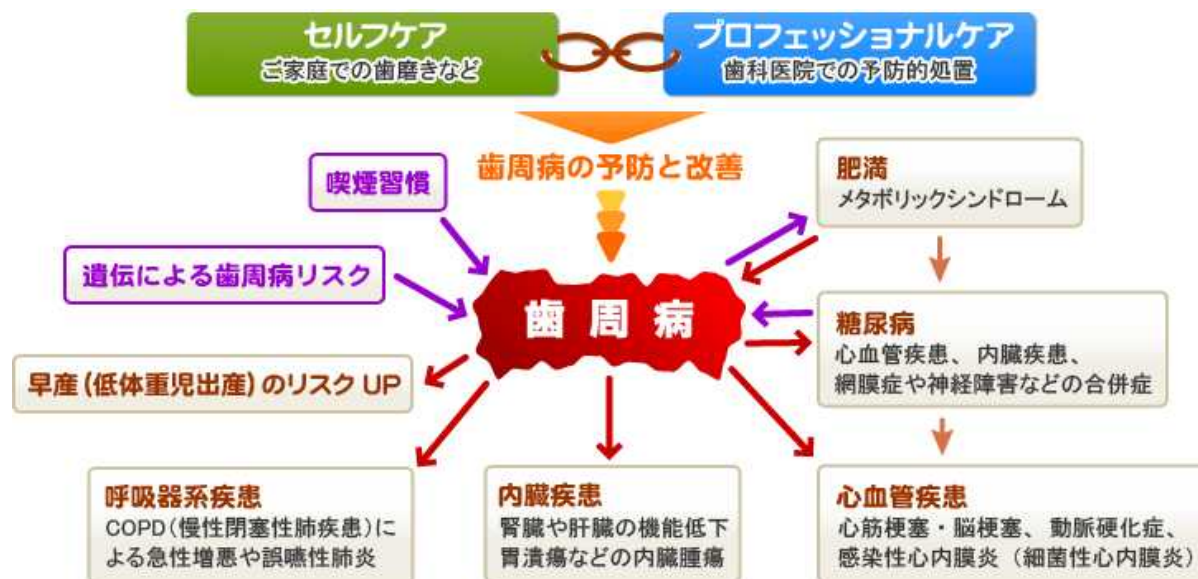 セルフケア
ご家庭での歯磨きなど
プロフェッショナルケア
歯科医院での予防的処置
歯周病の予防と改善
喫煙習慣
遺伝による歯周病リスク
肥満
メタボリックシンドローム
歯周病
糖尿病
心血管疾患、内臓疾患、
網膜症や神経障害などの合併症
早産(低体重児出産)のリスク UP
呼吸器系疾患
COPD(慢性閉塞性肺疾患)に
よる急性増悪や誤嚥性肺炎
内臓疾患
腎臓や肝臓の機能低下
胃潰瘍などの内臓腫瘍
心血管疾患
心筋梗塞・脳梗塞、動脈硬化症、
感染性心内膜炎(細菌性心内膜炎)